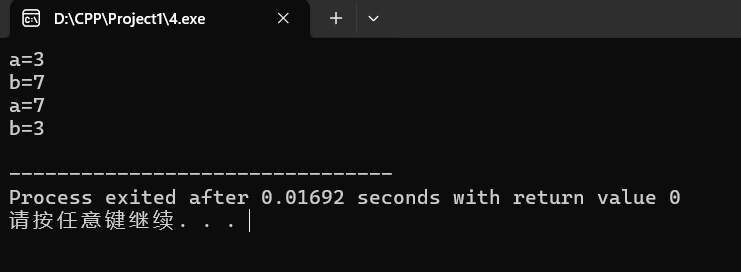 D:\CPP\Project1\4.exe
a=3
b=7
a=7
b=3
--------------------------------
Process exited after 0.01692 seconds with return value 0
请按任意键继续. . .